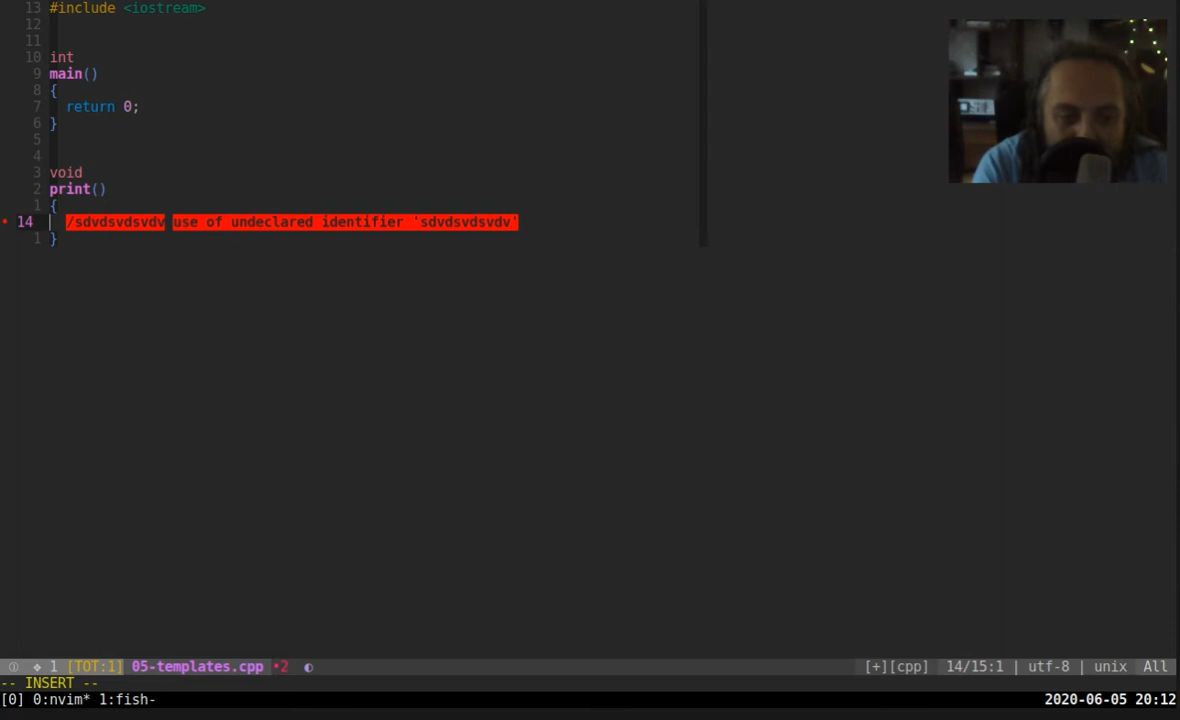 13 #include <iostream>
12
11
10 int
9 main()
8 {
7 return 0;
6 }
5
4
3 void
2 print()
1 {
• 14 /sdvdsvdsvdv use of undeclared identifier 'sdvdsvdsvdv'
1 }
① ❖ 1 [TOT:1] 05-templates.cpp •2 ◐ [+][cpp] 14/15:1 | utf-8 | unix All
-- INSERT --
[0] 0:nvim* 1:fish- 2020-06-05 20:12